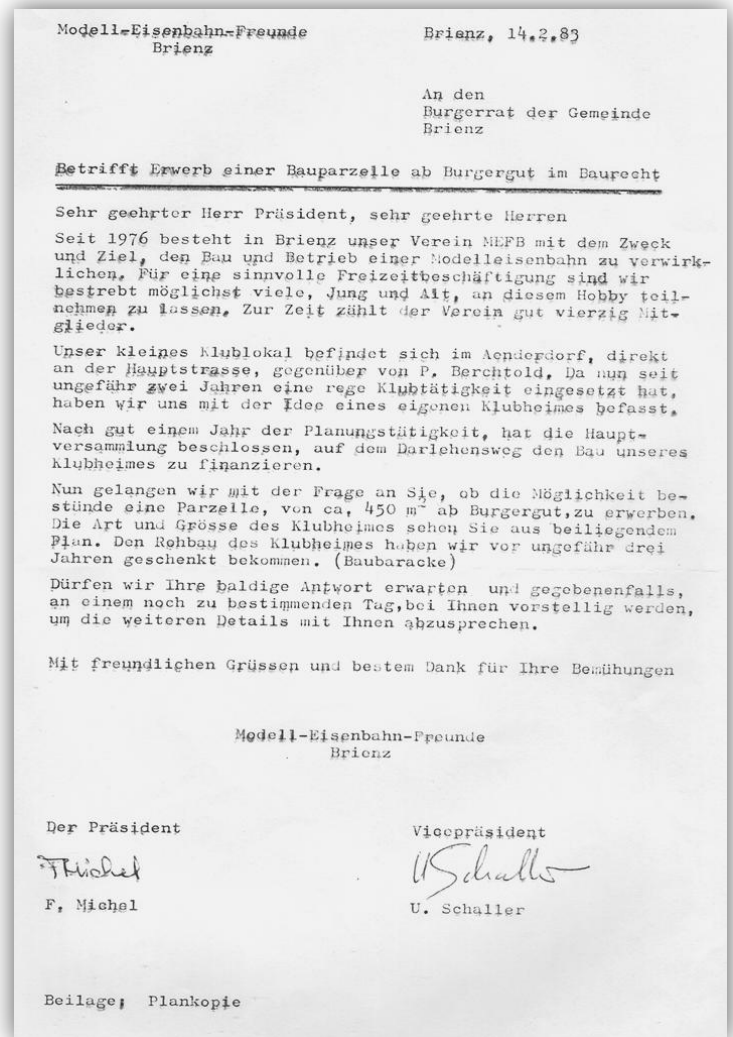 Modell-Eisenbahn-Freunde
Brienz
Brienz, 14.2.83
An den
Burgerrat der Gemeinde
Brienz
Betrifft Erwerb einer Bauparzelle ab Burgergut im Baurecht
Sehr geehrter Herr Präsident, sehr geehrte Herren
Seit 1976 besteht in Brienz unser Verein MEFB mit dem Zweck
und Ziel, den Bau und Betrieb einer Modelleisenbahn zu verwirk-
lichen. Für eine sinnvolle Freizeitbeschäftigung sind wir
bestrebt möglichst viele, Jung und Alt, an diesem Hobby teil-
nehmen zu lassen. Zur Zeit zählt der Verein gut vierzig Mit-
glieder.
Unser kleines Klublokal befindet sich im Aenderdorf, direkt
an der Hauptstrasse, gegenüber von P. Berchtold. Da nun seit
ungefähr zwei Jahren eine rege Klubtätigkeit eingesetzt hat,
haben wir uns mit der Idee eines eigenen Klubheimes befasst.
Nach gut einem Jahr der Planungstätigkeit, hat die Haupt-
versammlung beschlossen, auf dem Darlehensweg den Bau unseres
Klubheimes zu finanzieren.
Nun gelangen wir mit der Frage an Sie, ob die Möglichkeit be-
stünde eine Parzelle, von ca. 450 m² ab Burgergut, zu erwerben.
Die Art und Grösse des Klubheimes sehen Sie aus beiliegendem
Plan. Den Rohbau des Klubheimes haben wir vor ungefähr drei
Jahren geschenkt bekommen. (Baubaracke)
Dürfen wir Ihre baldige Antwort erwarten und gegebenenfalls,
an einem noch zu bestimmenden Tag, bei Ihnen vorstellig werden,
um die weiteren Details mit Ihnen abzusprechen.
Mit freundlichen Grüssen und bestem Dank für Ihre Bemühungen
Modell-Eisenbahn-Freunde
Brienz
Der Präsident
Vicepräsident
FMichel
USchaller
F. Michel
U. Schaller
Beilage: Plankopie